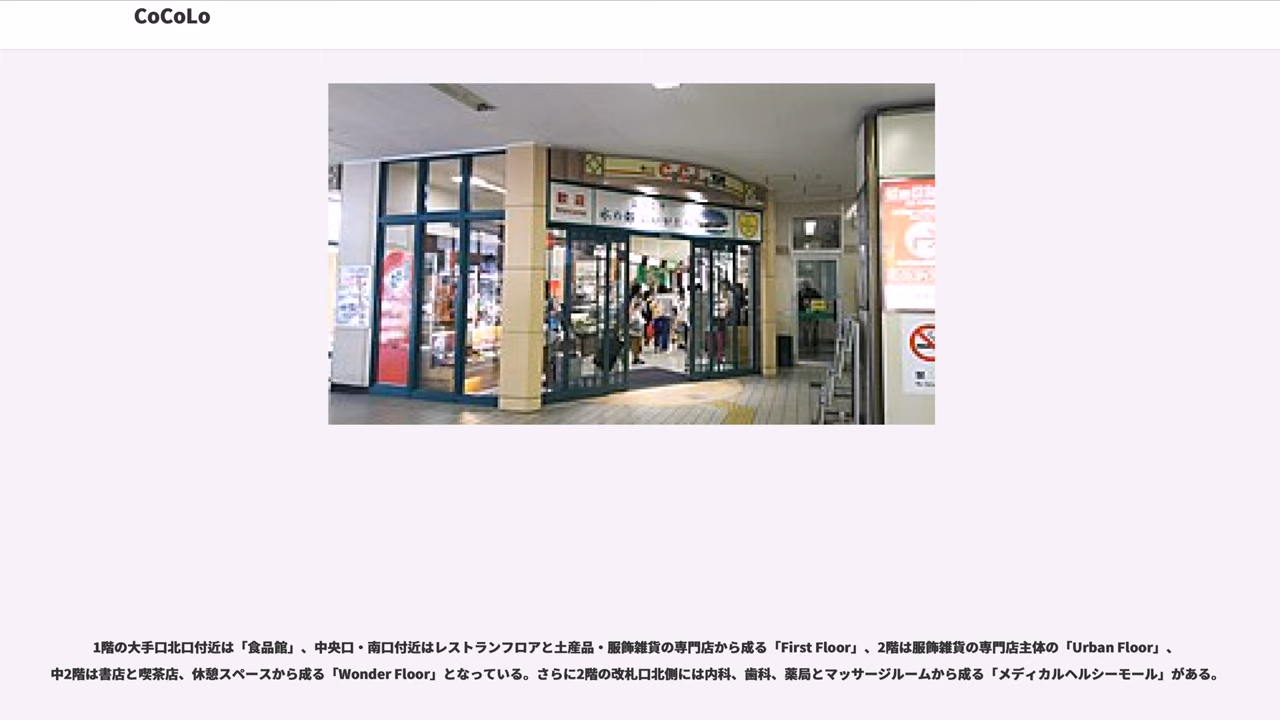 CoCoLo
1階の大手口北口付近は「食品館」、中央口・南口付近はレストランフロアと土産品・服飾雑貨の専門店から成る「First Floor」、2階は服飾雑貨の専門店主体の「Urban Floor」、
中2階は書店と喫茶店、休憩スペースから成る「Wonder Floor」となっている。さらに2階の改札口北側には内科、歯科、薬局とマッサージルームから成る「メディカルヘルシーモール」がある。